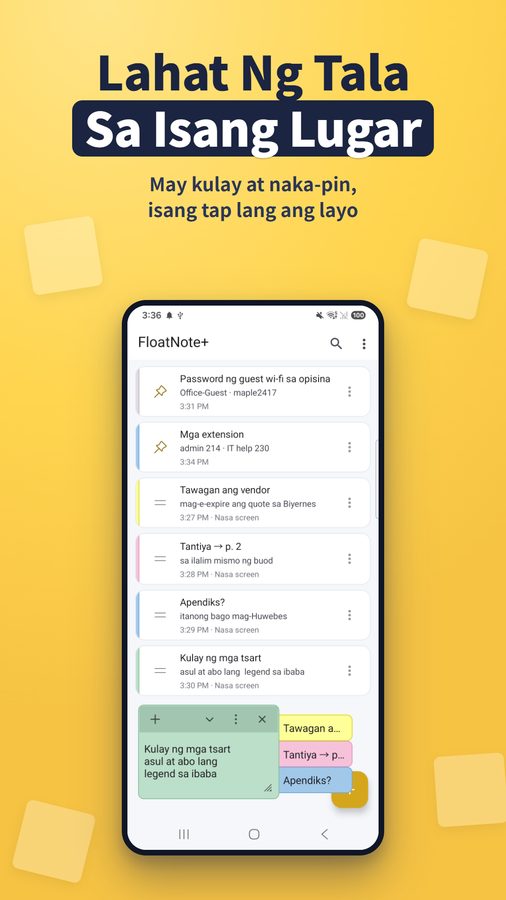 Lahat Ng Tala
Sa Isang Lugar
May kulay at naka-pin,
isang tap lang ang layo
3:36
100
FloatNote+
Password ng guest wi-fi sa opisina
Office-Guest · maple2417
3:31 PM
Mga extension
admin 214 · IT help 230
3:34 PM
Tawagan ang vendor
mag-e-expire ang quote sa Biyernes
3:27 PM · Nasa screen
Tantiya → p. 2
sa ilalim mismo ng buod
3:28 PM · Nasa screen
Apendiks?
itanong bago mag-Huwebes
3:29 PM · Nasa screen
Kulay ng mga tsart
asul at abo lang  legend sa ibaba
3:30 PM · Nasa screen
Kulay ng mga tsart
asul at abo lang
legend sa ibaba
Tawagan a...
Tantiya → p...
Apendiks?